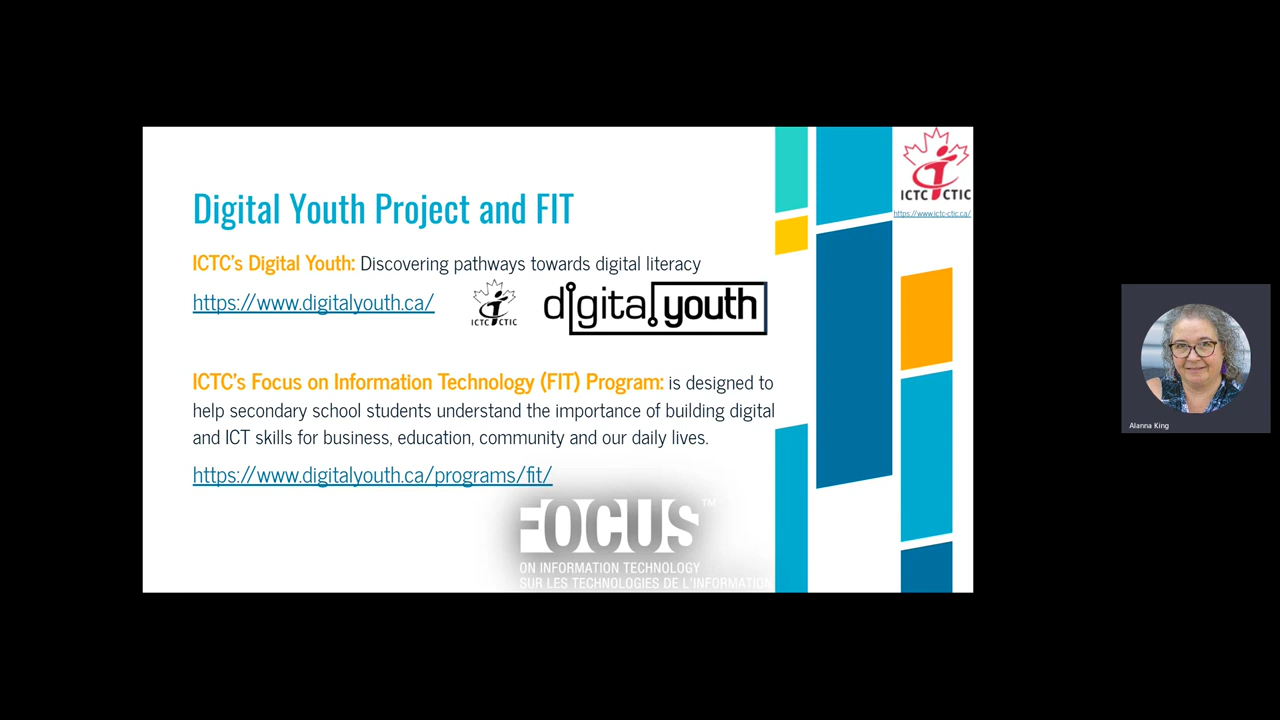 ICTC CTIC
https://www.ictc-ctic.ca/
Digital Youth Project and FIT
ICTC's Digital Youth: Discovering pathways towards digital literacy
https://www.digitalyouth.ca/
ICTC CTIC
digital youth
ICTC's Focus on Information Technology (FIT) Program: is designed to
help secondary school students understand the importance of building digital
and ICT skills for business, education, community and our daily lives.
https://www.digitalyouth.ca/programs/fit/
FOCUS™
ON INFORMATION TECHNOLOGY
SUR LES TECHNOLOGIES DE L'INFORMATION
Alanna King